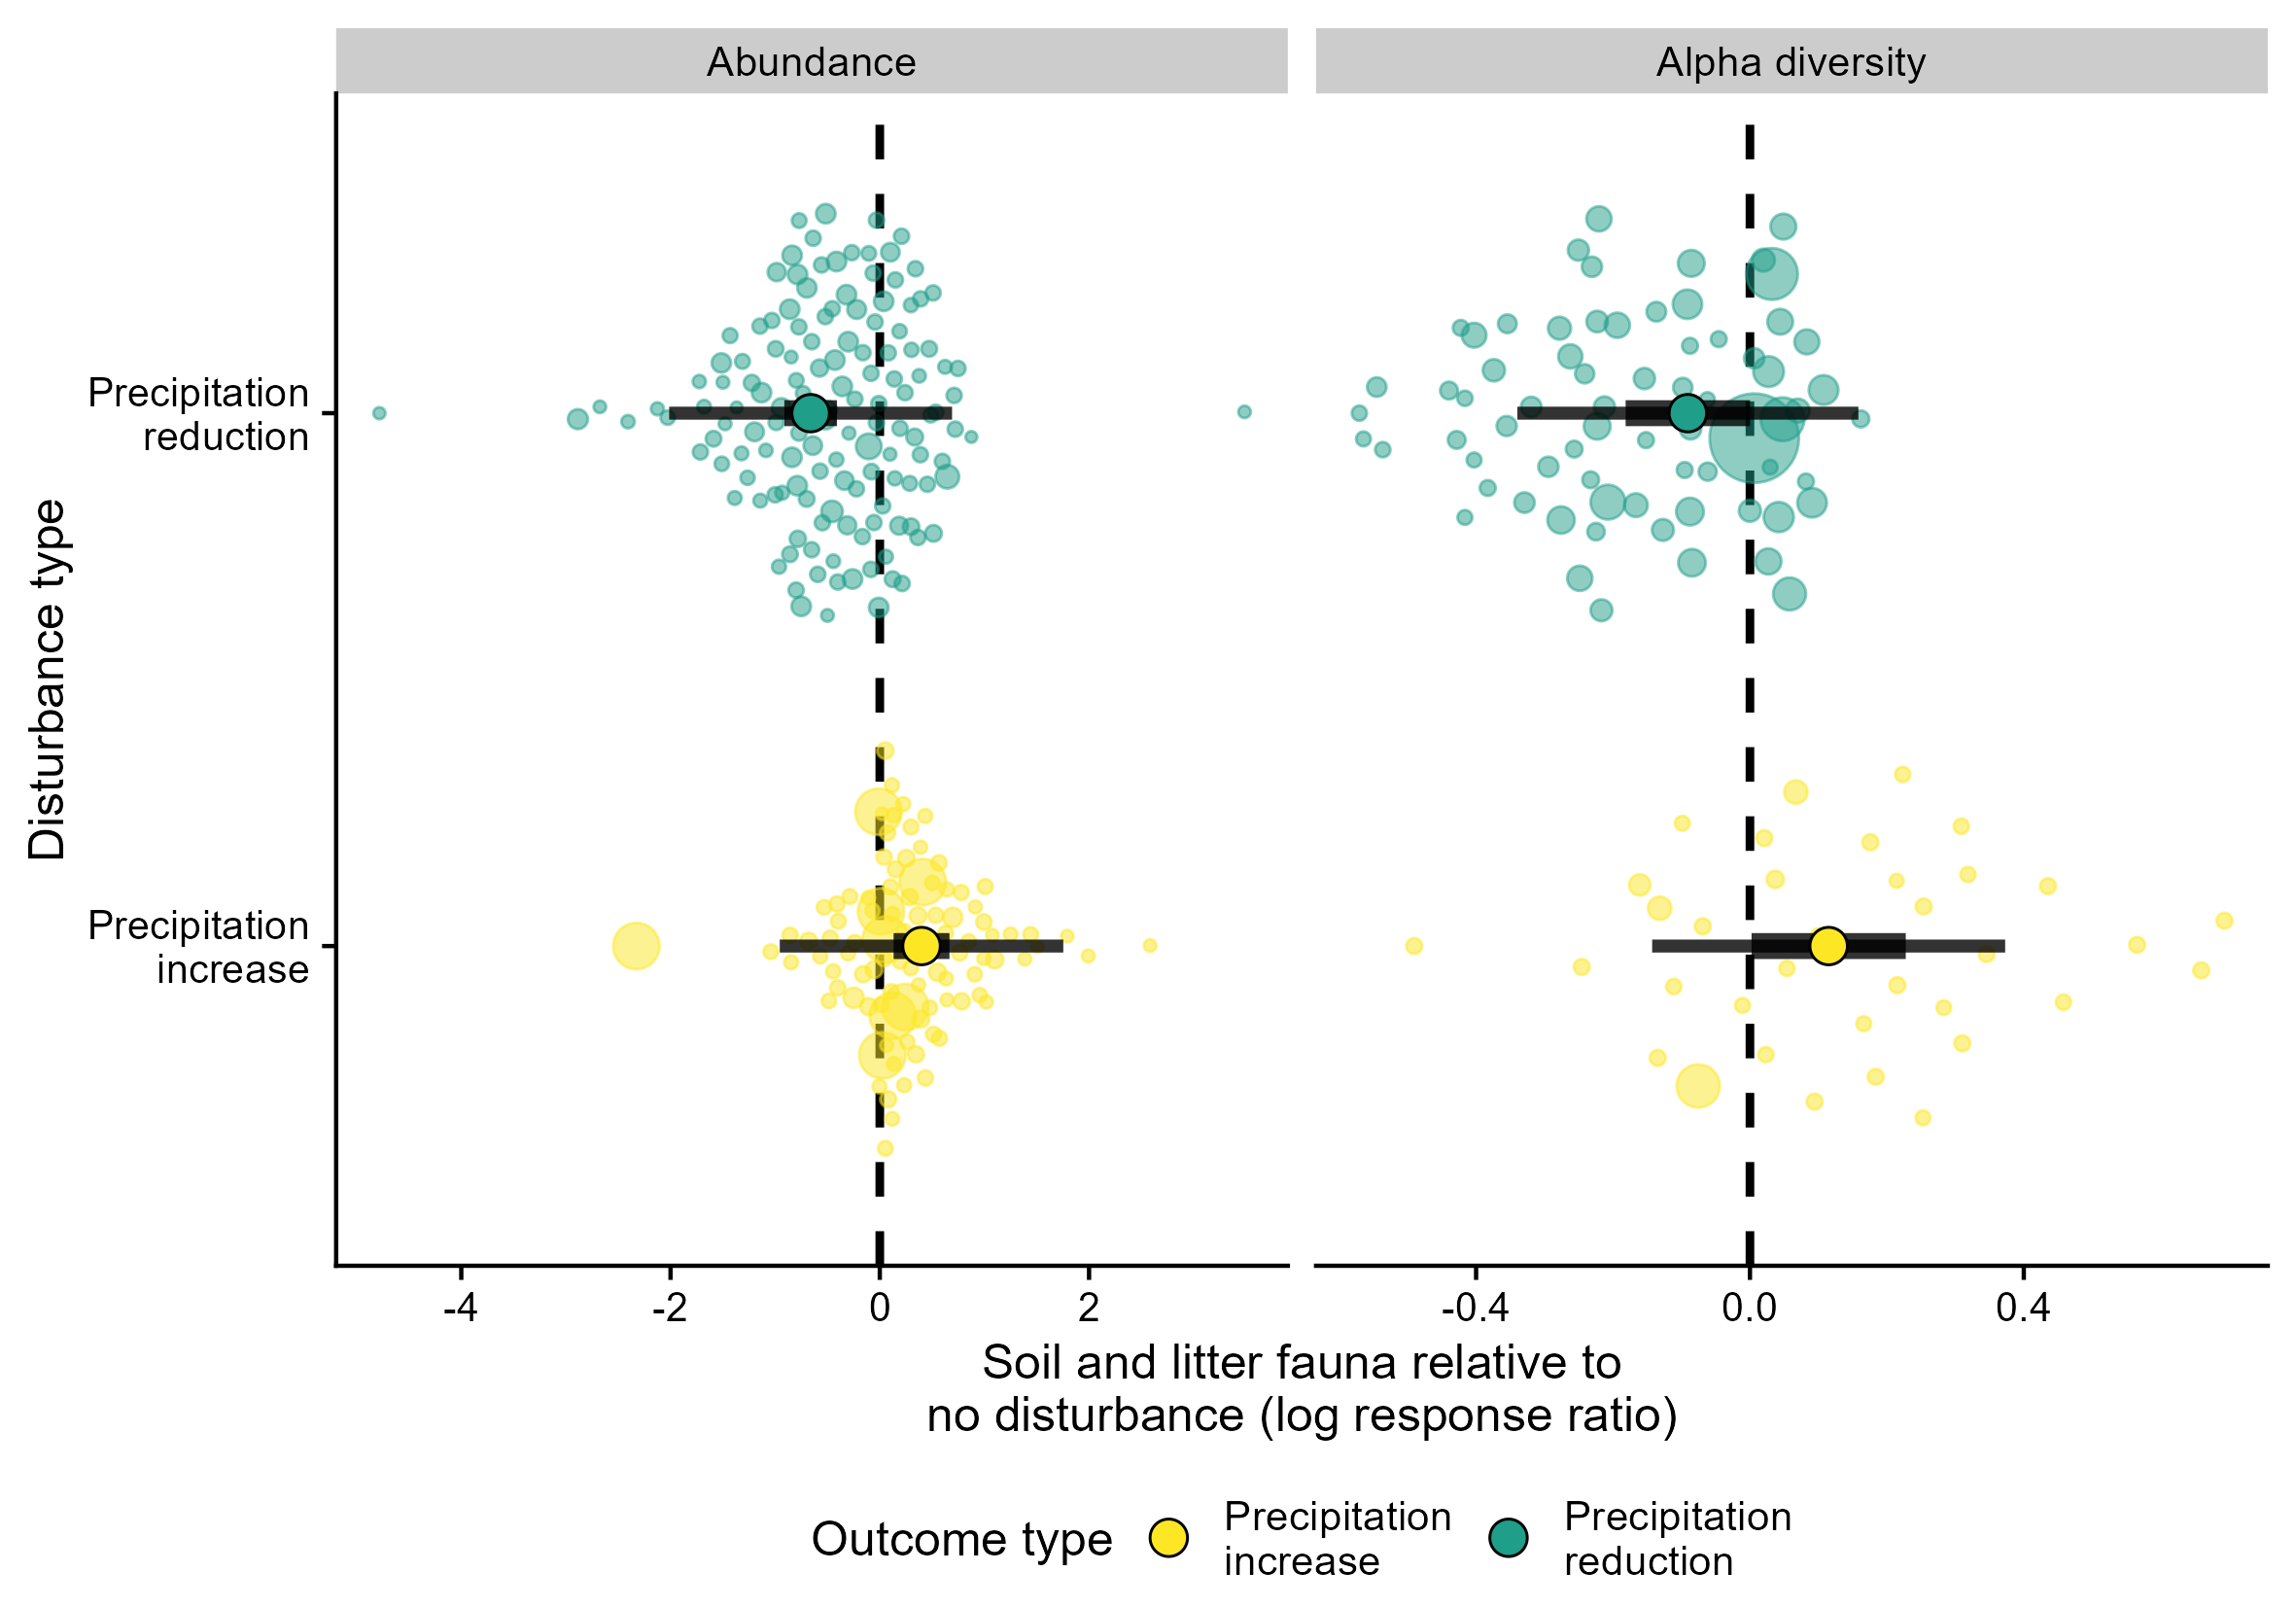 Abundance
Alpha diversity
Disturbance type
Precipitation
reduction
Precipitation
increase
-4
-2
0
2
-0.4
0.0
0.4
Soil and litter fauna relative to
no disturbance (log response ratio)
Outcome type
Precipitation
increase
Precipitation
reduction